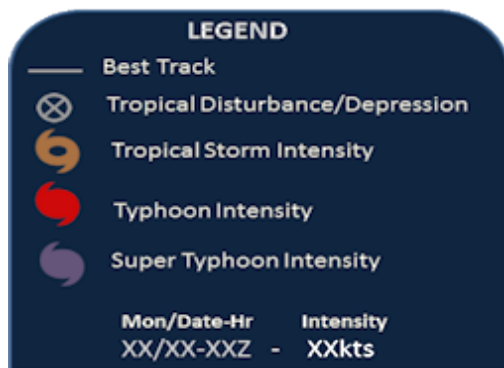 LEGEND
Best Track
Tropical Disturbance/Depression
Tropical Storm Intensity
Typhoon Intensity
Super Typhoon Intensity
Mon/Date-Hr Intensity
XX/XX-XXZ - XXkts